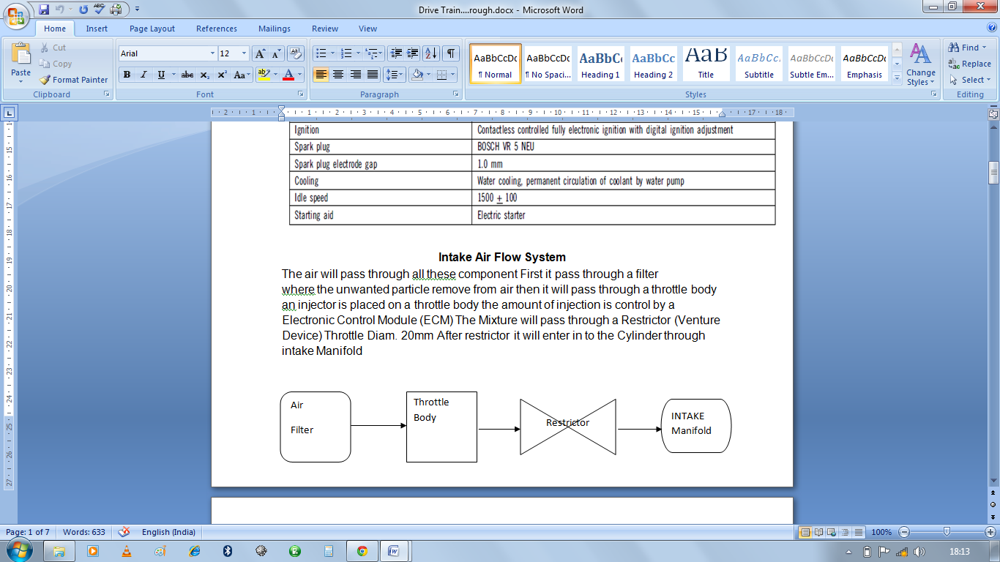 Drive Train....rough.docx - Microsoft Word
Home Insert Page Layout References Mailings Review View
Paste
Cut
Copy
Format Painter
Clipboard
Arial 12
Font
Paragraph
AaBbCcDc AaBbCcDc AaBbC AaBbCc AaB AaBbCc. AaBbCcDc AaBbCcDc
¶ Normal ¶ No Spaci... Heading 1 Heading 2 Title Subtitle Subtle Em... Emphasis
Change Styles
Styles
Find
Replace
Select
Editing
Ignition Contactless controlled fully electronic ignition with digital ignition adjustment
Spark plug BOSCH VR 5 NEU
Spark plug electrode gap 1.0 mm
Cooling Water cooling, permanent circulation of coolant by water pump
Idle speed 1500 ± 100
Starting aid Electric starter
Intake Air Flow System
The air will pass through all these component First it pass through a filter
where the unwanted particle remove from air then it will pass through a throttle body
an injector is placed on a throttle body the amount of injection is control by a
Electronic Control Module (ECM) The Mixture will pass through a Restrictor (Venture
Device) Throttle Diam. 20mm After restrictor it will enter in to the Cylinder through
intake Manifold
Air
Filter
Throttle
Body
Restrictor
INTAKE
Manifold
Page: 1 of 7 Words: 633 English (India) 100%
18:13